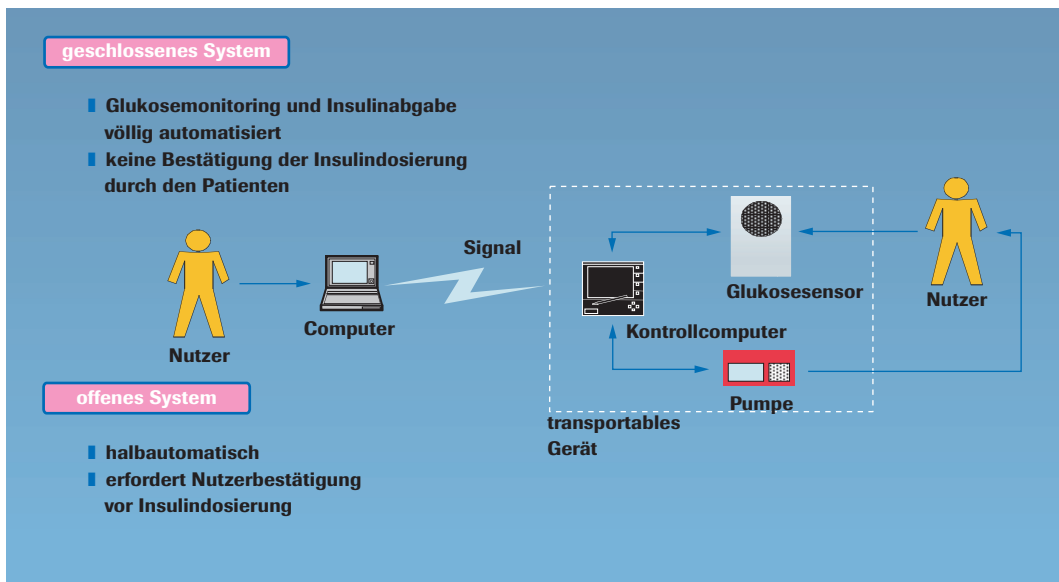 geschlossenes System
Glukosemonitoring und Insulinabgabe
völlig automatisiert
keine Bestätigung der Insulindosierung
durch den Patienten
Signal
Glukosesensor
Nutzer
Computer
Kontrollcomputer
Nutzer
offenes System
Pumpe
transportables
Gerät
halbautomatisch
erfordert Nutzerbestätigung
vor Insulindosierung